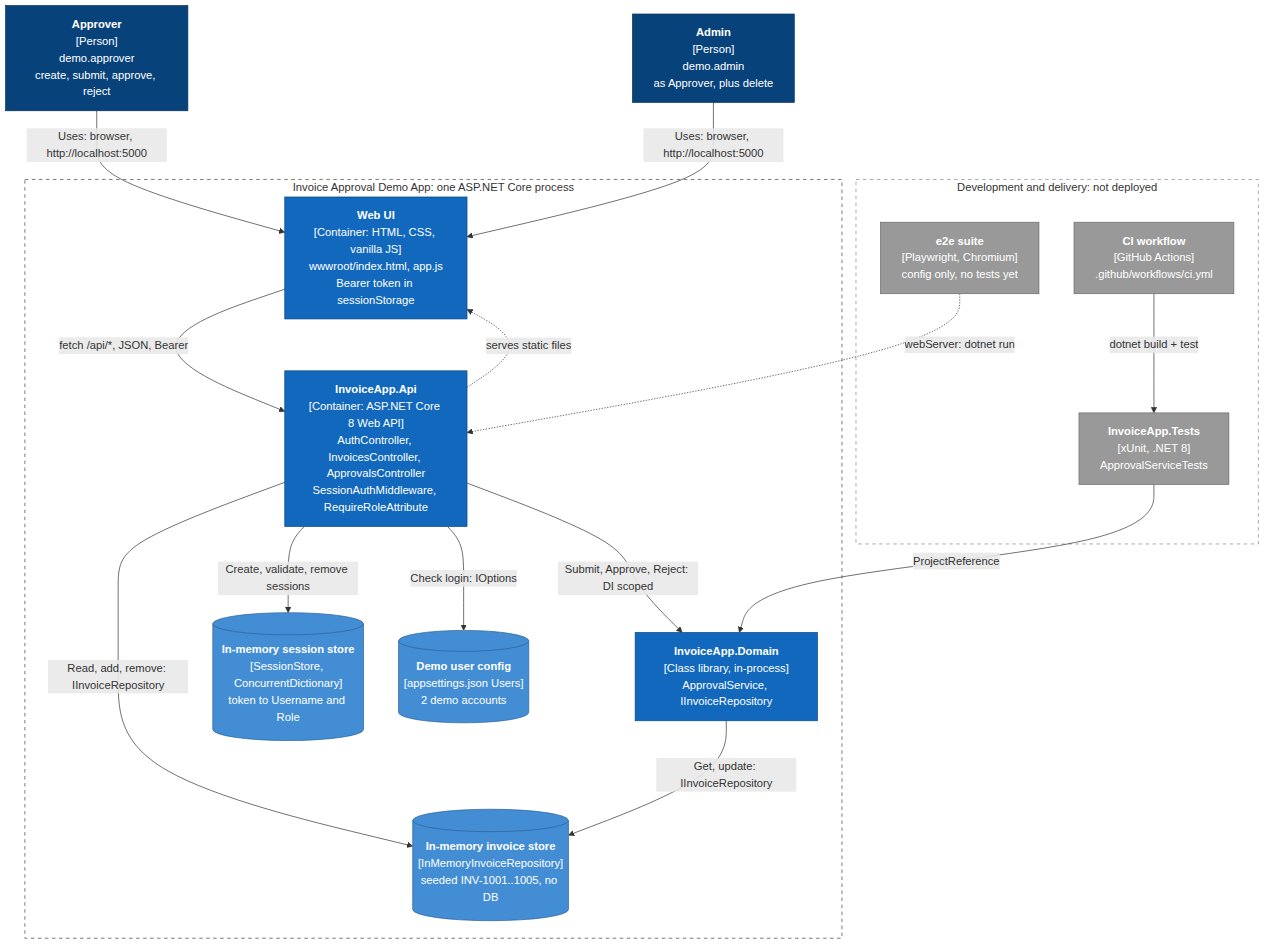 Approver
[Person]
demo.approver
create, submit, approve,
reject
Admin
[Person]
demo.admin
as Approver, plus delete
Uses: browser,
http://localhost:5000
Uses: browser,
http://localhost:5000
Invoice Approval Demo App: one ASP.NET Core process
Development and delivery: not deployed
Web UI
[Container: HTML, CSS,
vanilla JS]
wwwroot/index.html, app.js
Bearer token in
sessionStorage
e2e suite
[Playwright, Chromium]
config only, no tests yet
CI workflow
[GitHub Actions]
.github/workflows/ci.yml
fetch /api/*, JSON, Bearer
serves static files
webServer: dotnet run
dotnet build + test
InvoiceApp.Api
[Container: ASP.NET Core
8 Web API]
AuthController,
InvoicesController,
ApprovalsController
SessionAuthMiddleware,
RequireRoleAttribute
InvoiceApp.Tests
[xUnit, .NET 8]
ApprovalServiceTests
ProjectReference
Create, validate, remove
sessions
Check login: IOptions
Submit, Approve, Reject:
DI scoped
Read, add, remove:
IInvoiceRepository
In-memory session store
[SessionStore,
ConcurrentDictionary]
token to Username and
Role
Demo user config
[appsettings.json Users]
2 demo accounts
InvoiceApp.Domain
[Class library, in-process]
ApprovalService,
IInvoiceRepository
Get, update:
IInvoiceRepository
In-memory invoice store
[InMemoryInvoiceRepository]
seeded INV-1001..1005, no
DB